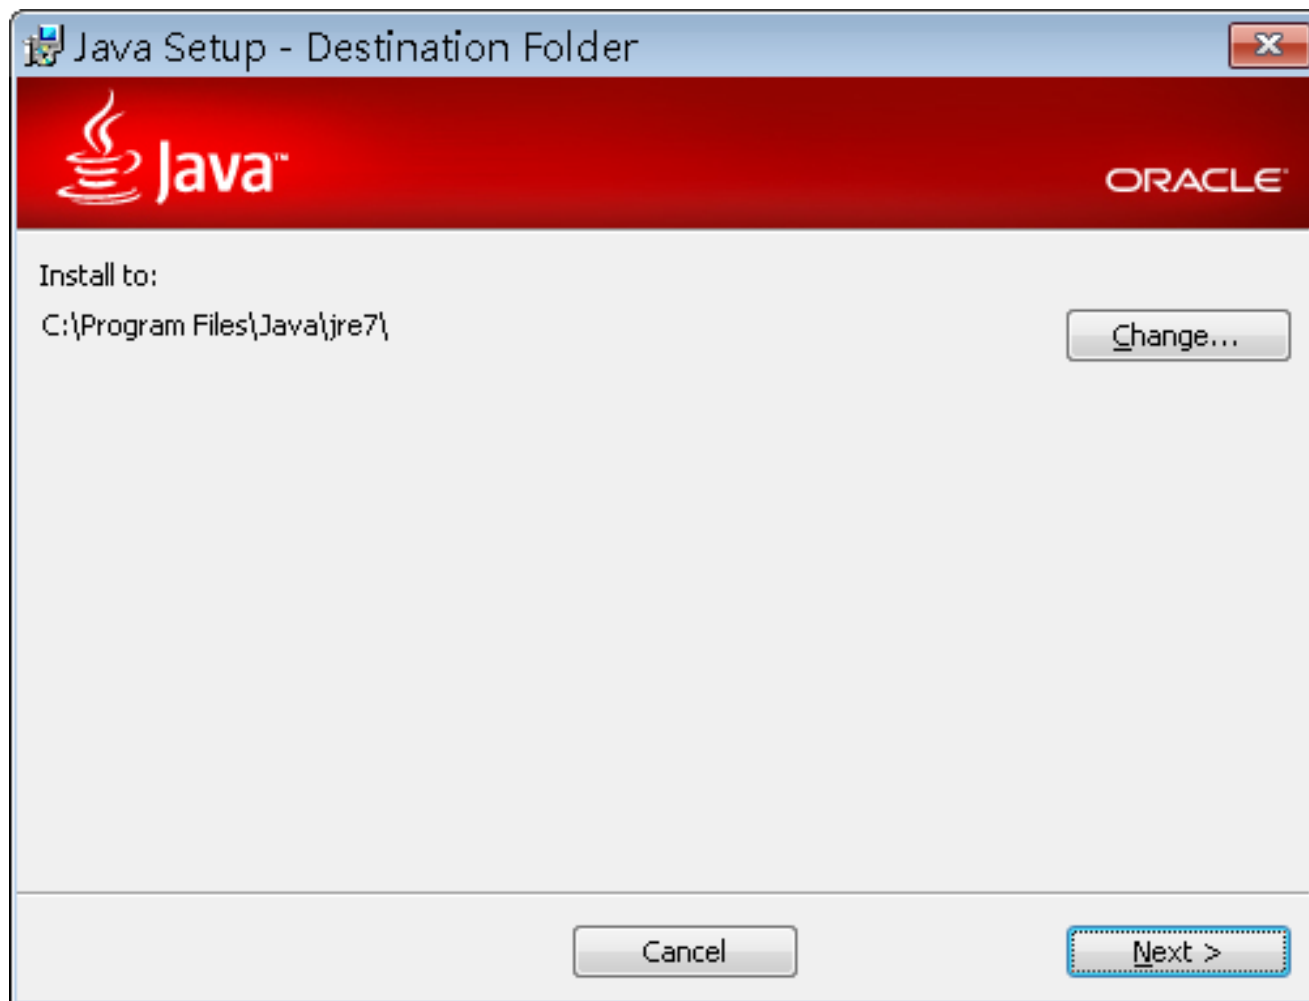 Java Setup - Destination Folder
Java™
ORACLE®
Install to:
C:\Program Files\Java\jre7\
Change...
Cancel
Next >